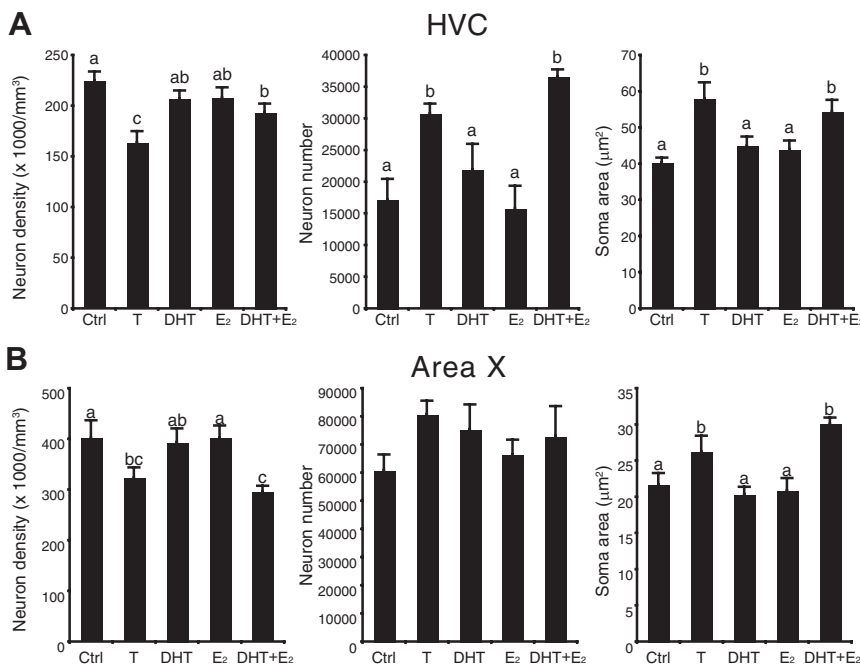 A
HVC
Neuron density (x 1000/mm³)
250
200
150
100
50
0
a
c
ab
ab
b
Ctrl
T
DHT
E₂
DHT+E₂
Neuron number
40000
35000
30000
25000
20000
15000
10000
5000
0
a
b
a
a
b
Ctrl
T
DHT
E₂
DHT+E₂
Soma area (μm²)
70
60
50
40
30
20
10
0
a
b
a
a
b
Ctrl
T
DHT
E₂
DHT+E₂
B
Area X
Neuron density (x 1000/mm³)
500
400
300
400
100
0
a
bc
ab
a
c
Ctrl
T
DHT
E₂
DHT+E₂
Neuron number
90000
80000
70000
60000
50000
40000
30000
20000
10000
0
Ctrl
T
DHT
E₂
DHT+E₂
Soma area (μm²)
35
30
25
20
15
10
5
0
a
b
a
a
b
Ctrl
T
DHT
E₂
DHT+E₂